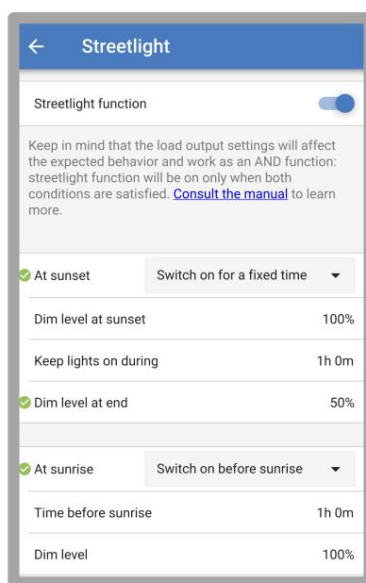 Streetlight
Streetlight function
Keep in mind that the load output settings will affect
the expected behavior and work as an AND function:
streetlight function will be on only when both
conditions are satisfied. Consult the manual to learn
more.
At sunset Switch on for a fixed time
Dim level at sunset 100%
Keep lights on during 1h 0m
Dim level at end 50%
At sunrise Switch on before sunrise
Time before sunrise 1h 0m
Dim level 100%